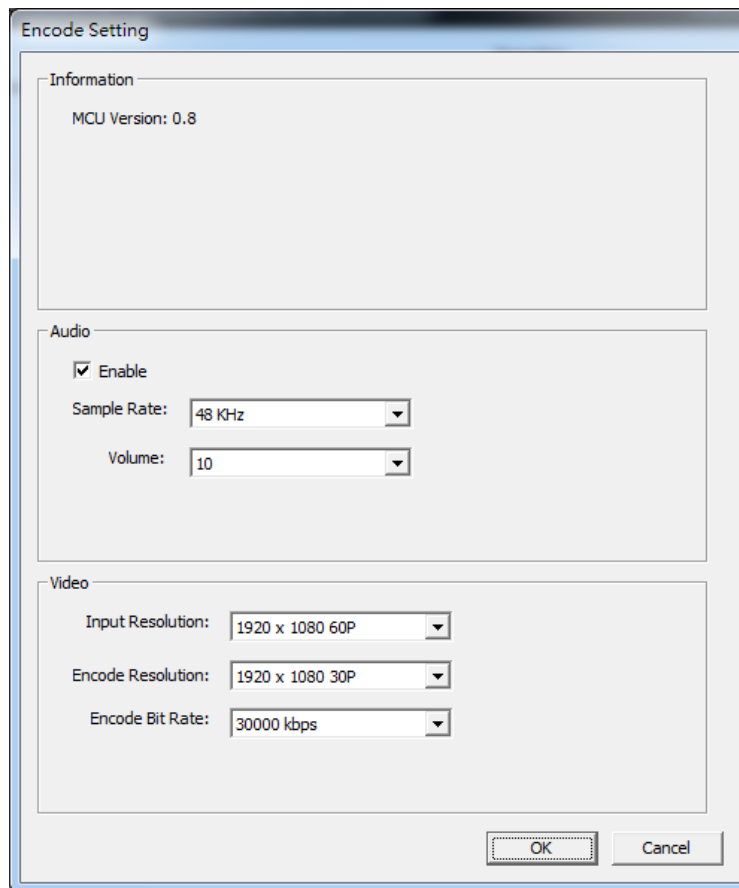 Encode Setting
Information
MCU Version: 0.8
Audio
Enable
Sample Rate: 48 KHz
Volume: 10
Video
Input Resolution: 1920 x 1080 60P
Encode Resolution: 1920 x 1080 30P
Encode Bit Rate: 30000 kbps
OK Cancel